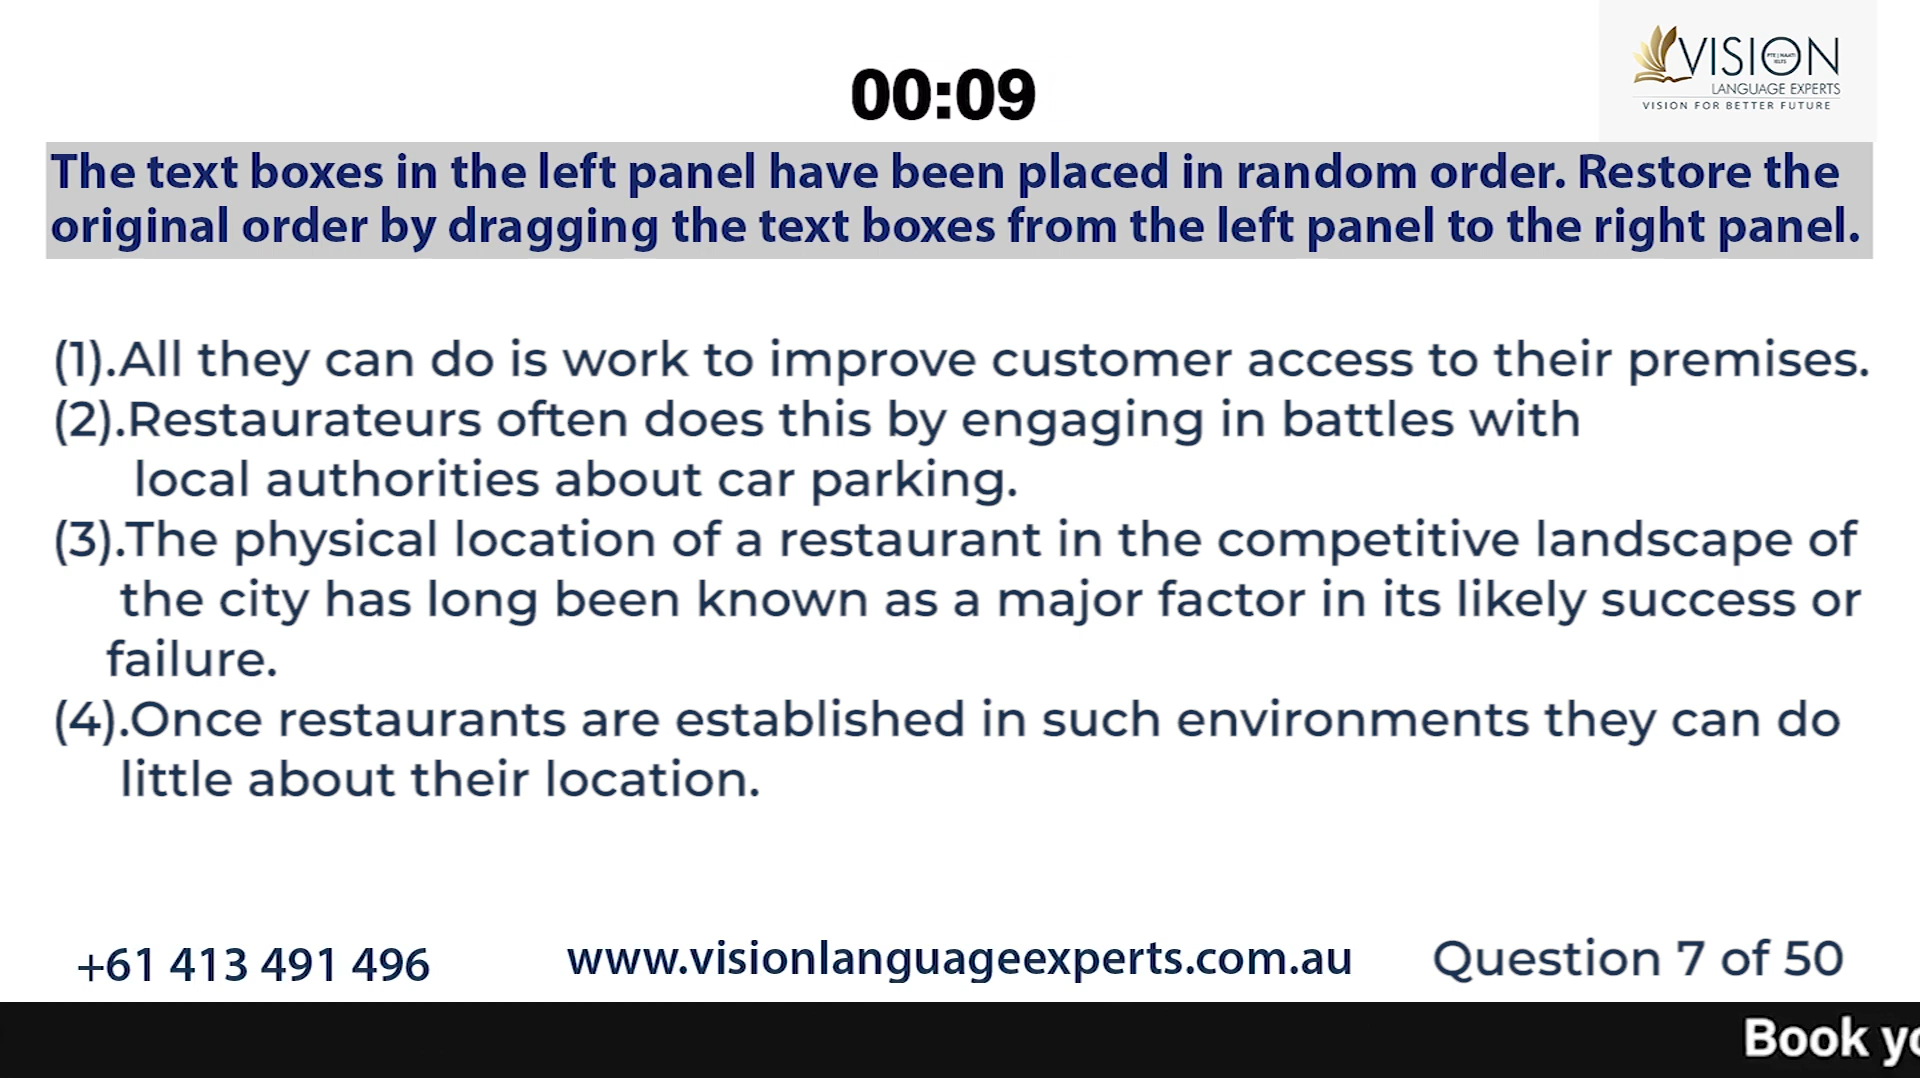 VISION
PTE | NAATI
IELTS
LANGUAGE EXPERTS
VISION FOR BETTER FUTURE
00:09
The text boxes in the left panel have been placed in random order. Restore the
original order by dragging the text boxes from the left panel to the right panel.
(1).All they can do is work to improve customer access to their premises.
(2).Restaurateurs often does this by engaging in battles with
local authorities about car parking.
(3).The physical location of a restaurant in the competitive landscape of
the city has long been known as a major factor in its likely success or
failure.
(4).Once restaurants are established in such environments they can do
little about their location.
+61 413 491 496
www.visionlanguageexperts.com.au
Question 7 of 50
Book yo